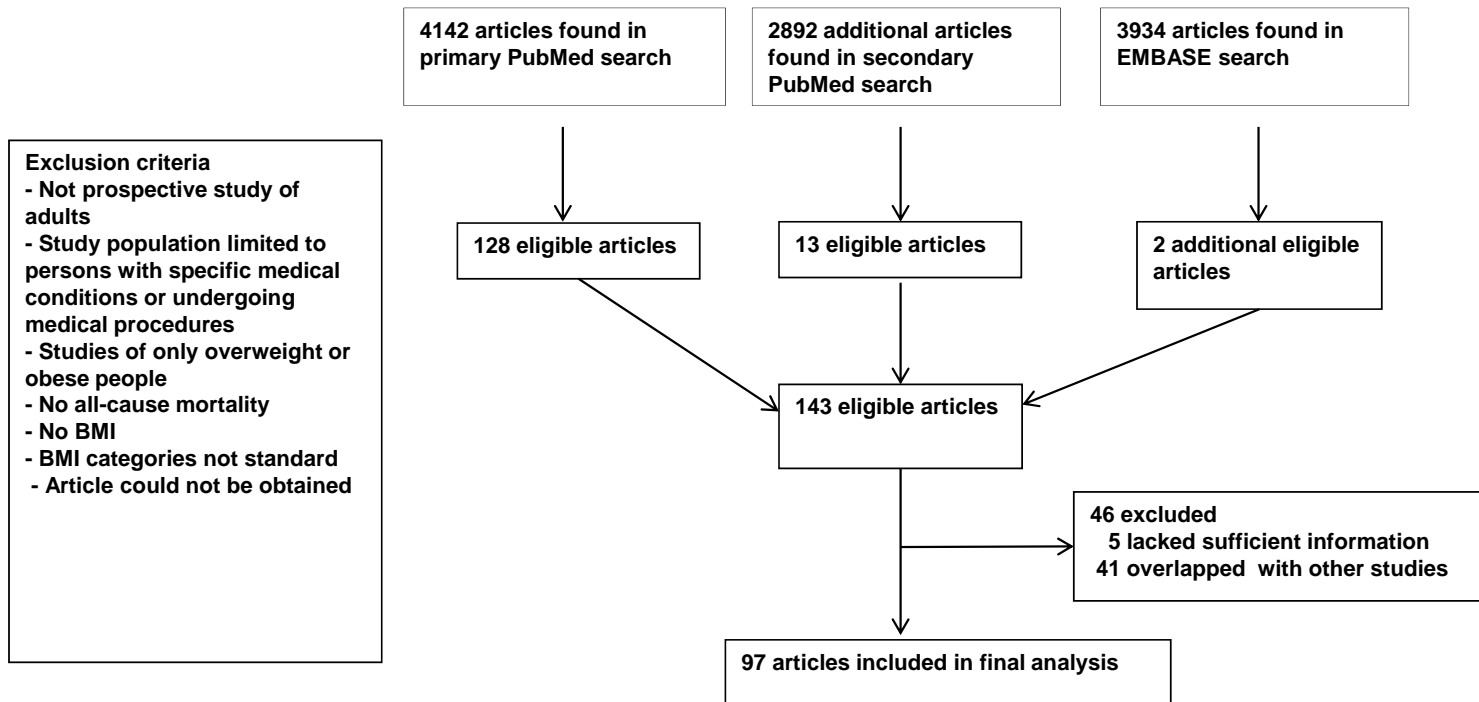 4142 articles found in
primary PubMed search
2892 additional articles
found in secondary
PubMed search
3934 articles found in
EMBASE search
Exclusion criteria
- Not prospective study of
adults
- Study population limited to
persons with specific medical
conditions or undergoing
medical procedures
- Studies of only overweight or
obese people
- No all-cause mortality
- No BMI
- BMI categories not standard
- Article could not be obtained
128 eligible articles
13 eligible articles
2 additional eligible
articles
143 eligible articles
46 excluded
5 lacked sufficient information
41 overlapped with other studies
97 articles included in final analysis